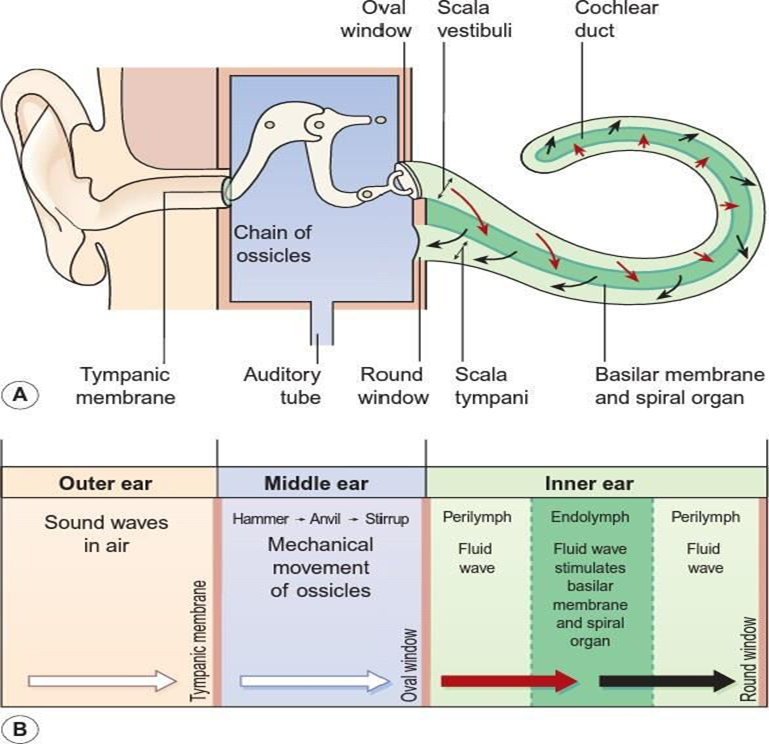 Oval
window
Scala
vestibuli
Cochlear
duct
Chain of
ossicles
Tympanic
membrane
Auditory
tube
Round
window
Scala
tympani
Basilar membrane
and spiral organ
A
Outer ear
Middle ear
Inner ear
Sound waves
in air
Tympanic membrane
Hammer → Anvil → Stirrup
Mechanical
movement
of ossicles
Oval window
Perilymph
Fluid
wave
Endolymph
Fluid wave
stimulates
basilar
membrane
and spiral
organ
Perilymph
Fluid
wave
Round window
B